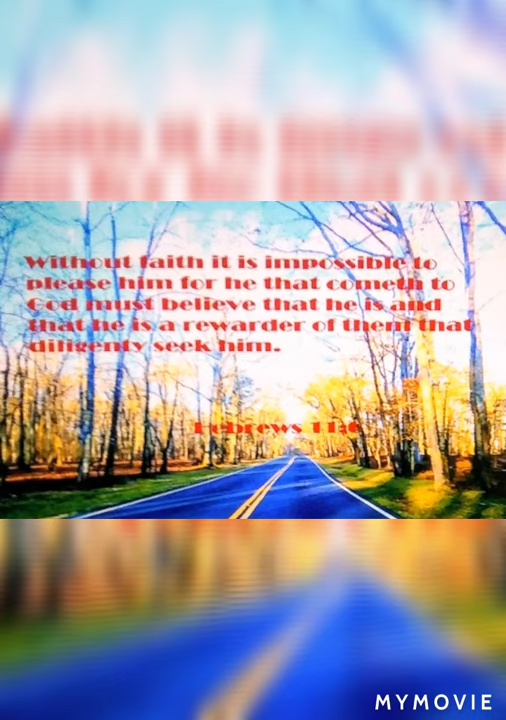 Without faith it is impossible to
please him for he that cometh to
God must believe that he is and
that he is a rewarder of them that
diligenty seek him.
Hebrews 11:6
MYMOVIE